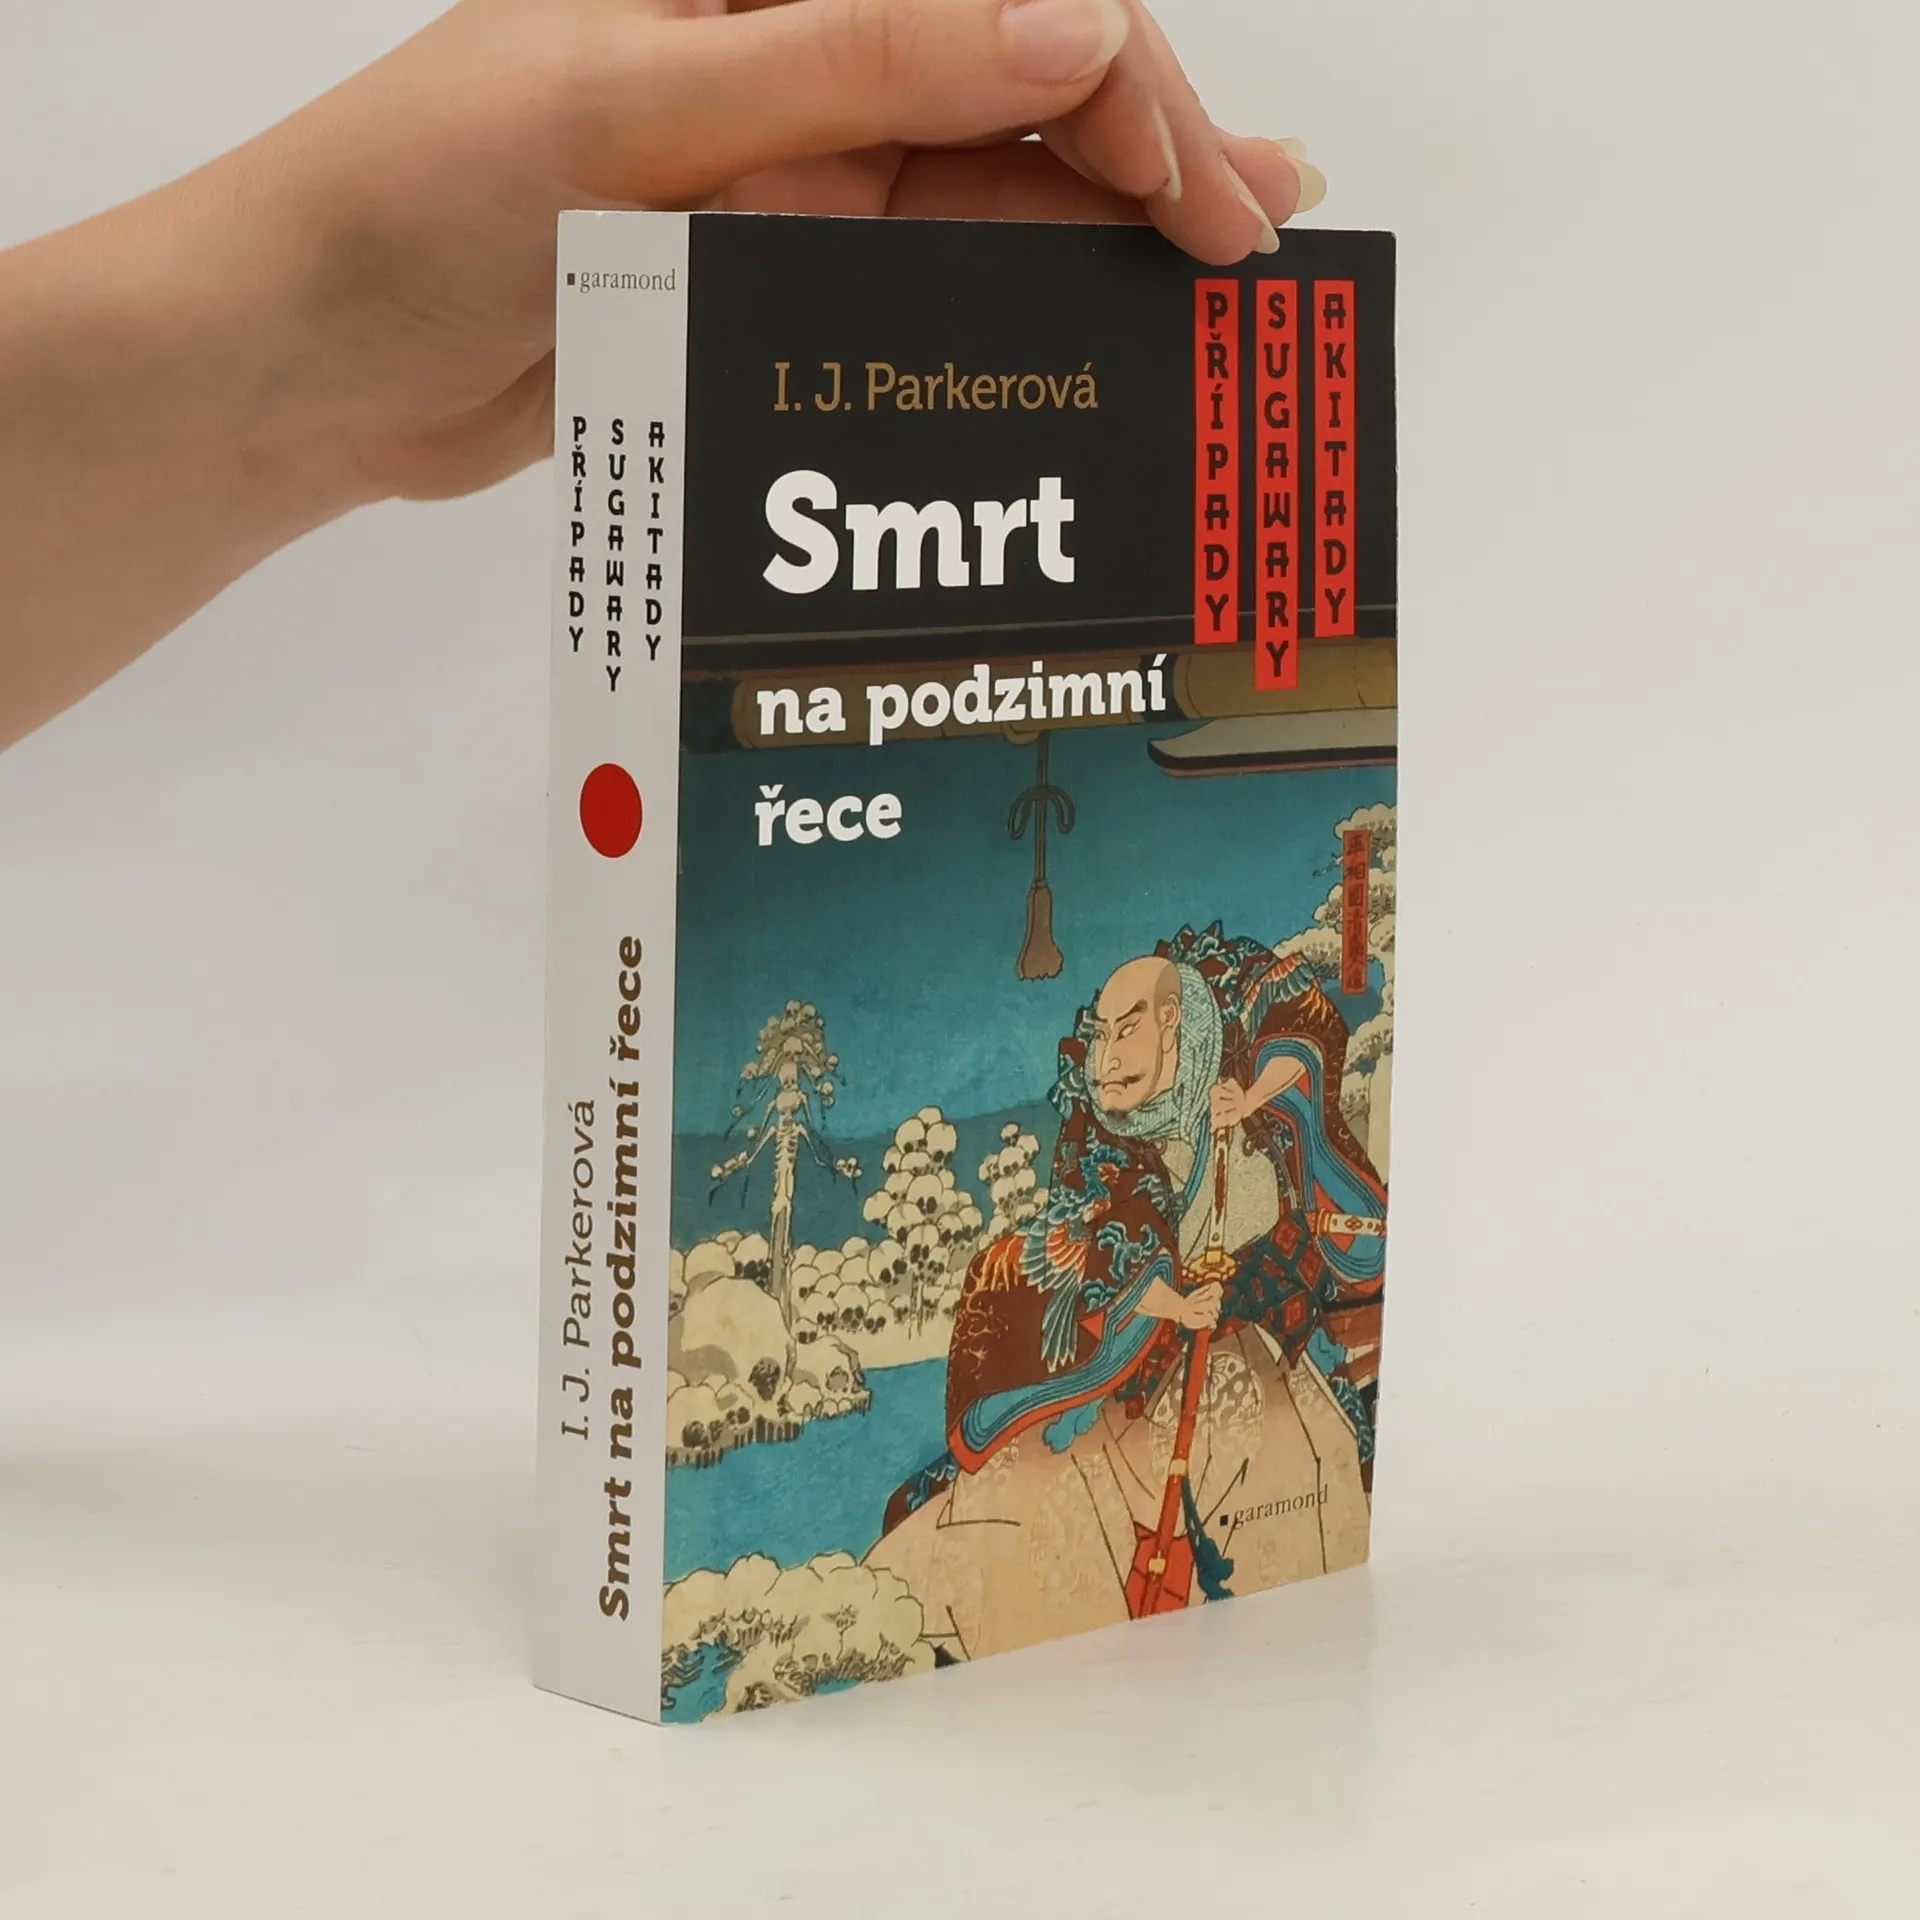 garamond
PŘÍPADY
SUGAWARY
AKITADY
I. J. Parkerová
Smrt na podzimní řece
I. J. Parkerová
Smrt
na podzimní
řece
PŘÍPADY
SUGAWARY
AKITADY
garamond